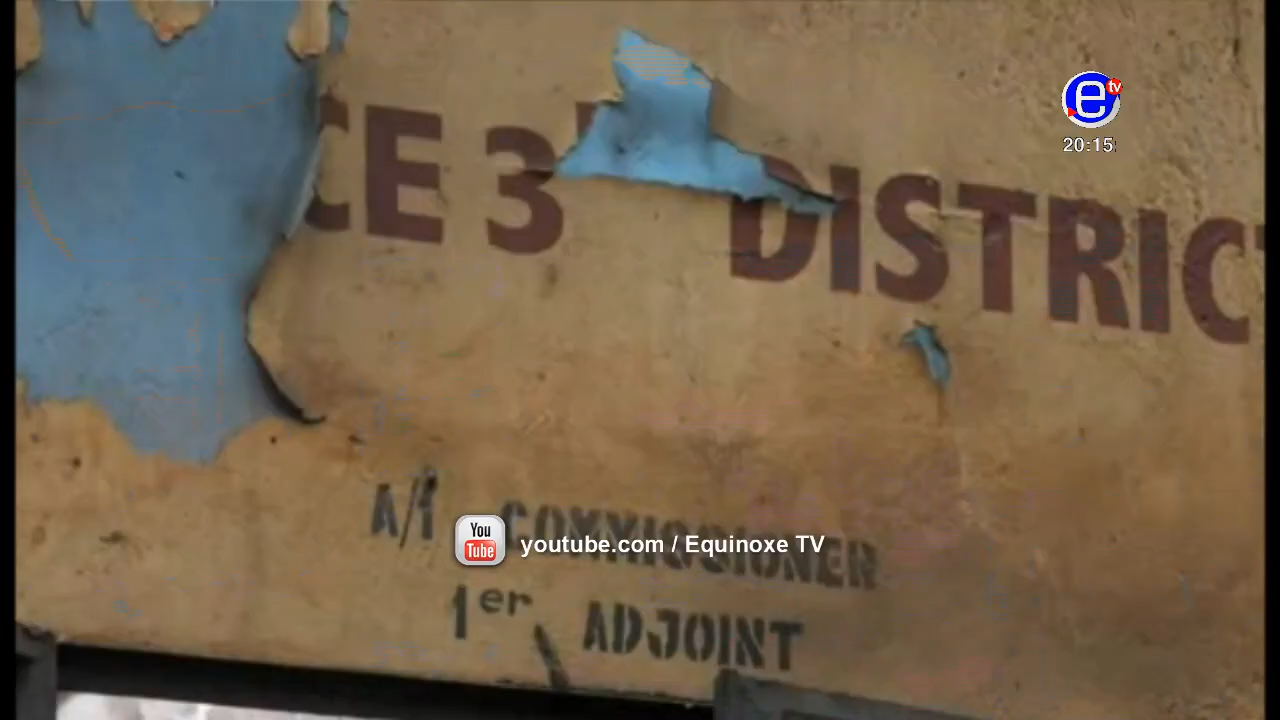 e tv
20:15
CE 3 DISTRIC
A/1 COMMISSIONER
You Tube youtube.com / Equinoxe TV
1er ADJOINT